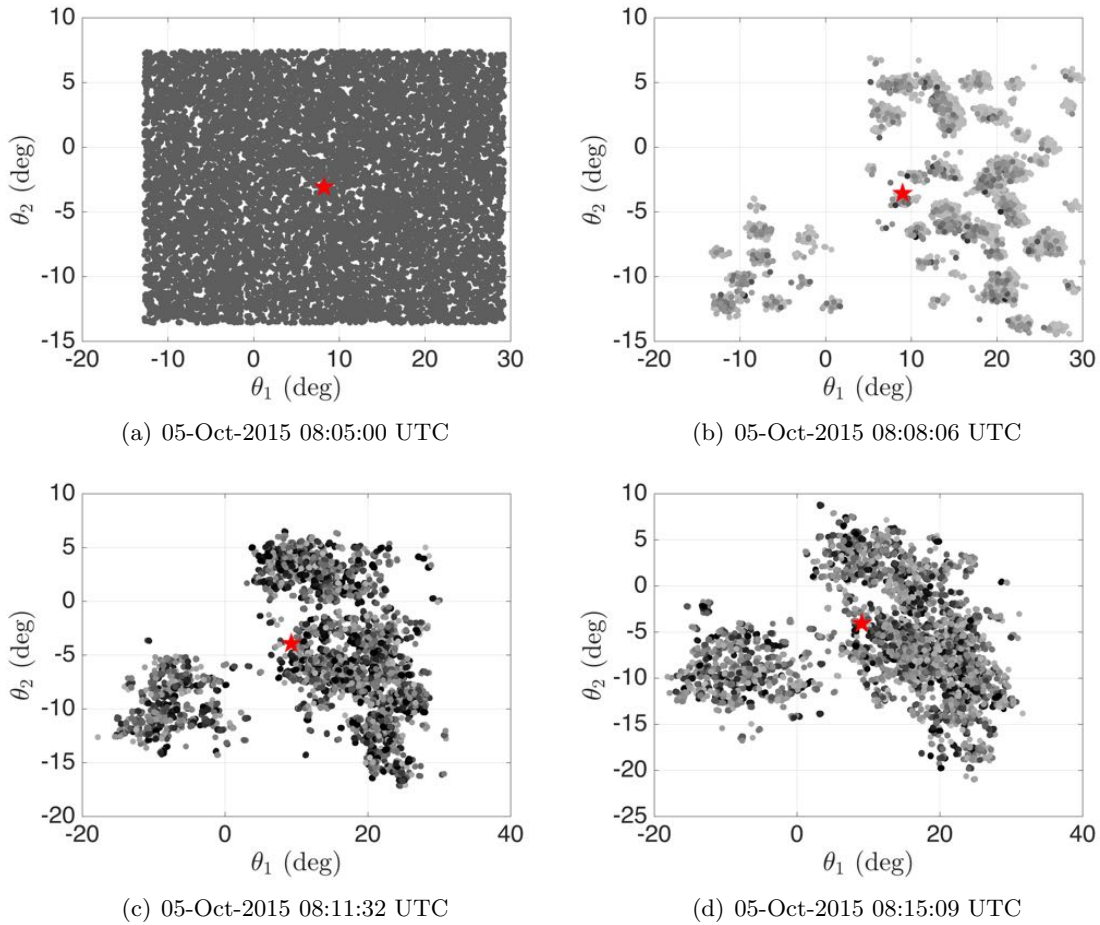 10
5
0
-5
-10
-15
θ₂ (deg)
-20 -10 0 10 20 30
θ₁ (deg)
(a) 05-Oct-2015 08:05:00 UTC
10
5
0
-5
-10
-15
θ₂ (deg)
-10 0 10 20 30
θ₁ (deg)
(b) 05-Oct-2015 08:08:06 UTC
10
5
0
-5
-10
-15
-20
θ₂ (deg)
-20 0 20 40
θ₁ (deg)
(c) 05-Oct-2015 08:11:32 UTC
10
5
0
-5
-10
-15
-20
-25
θ₂ (deg)
-20 0 20 40
θ₁ (deg)
(d) 05-Oct-2015 08:15:09 UTC